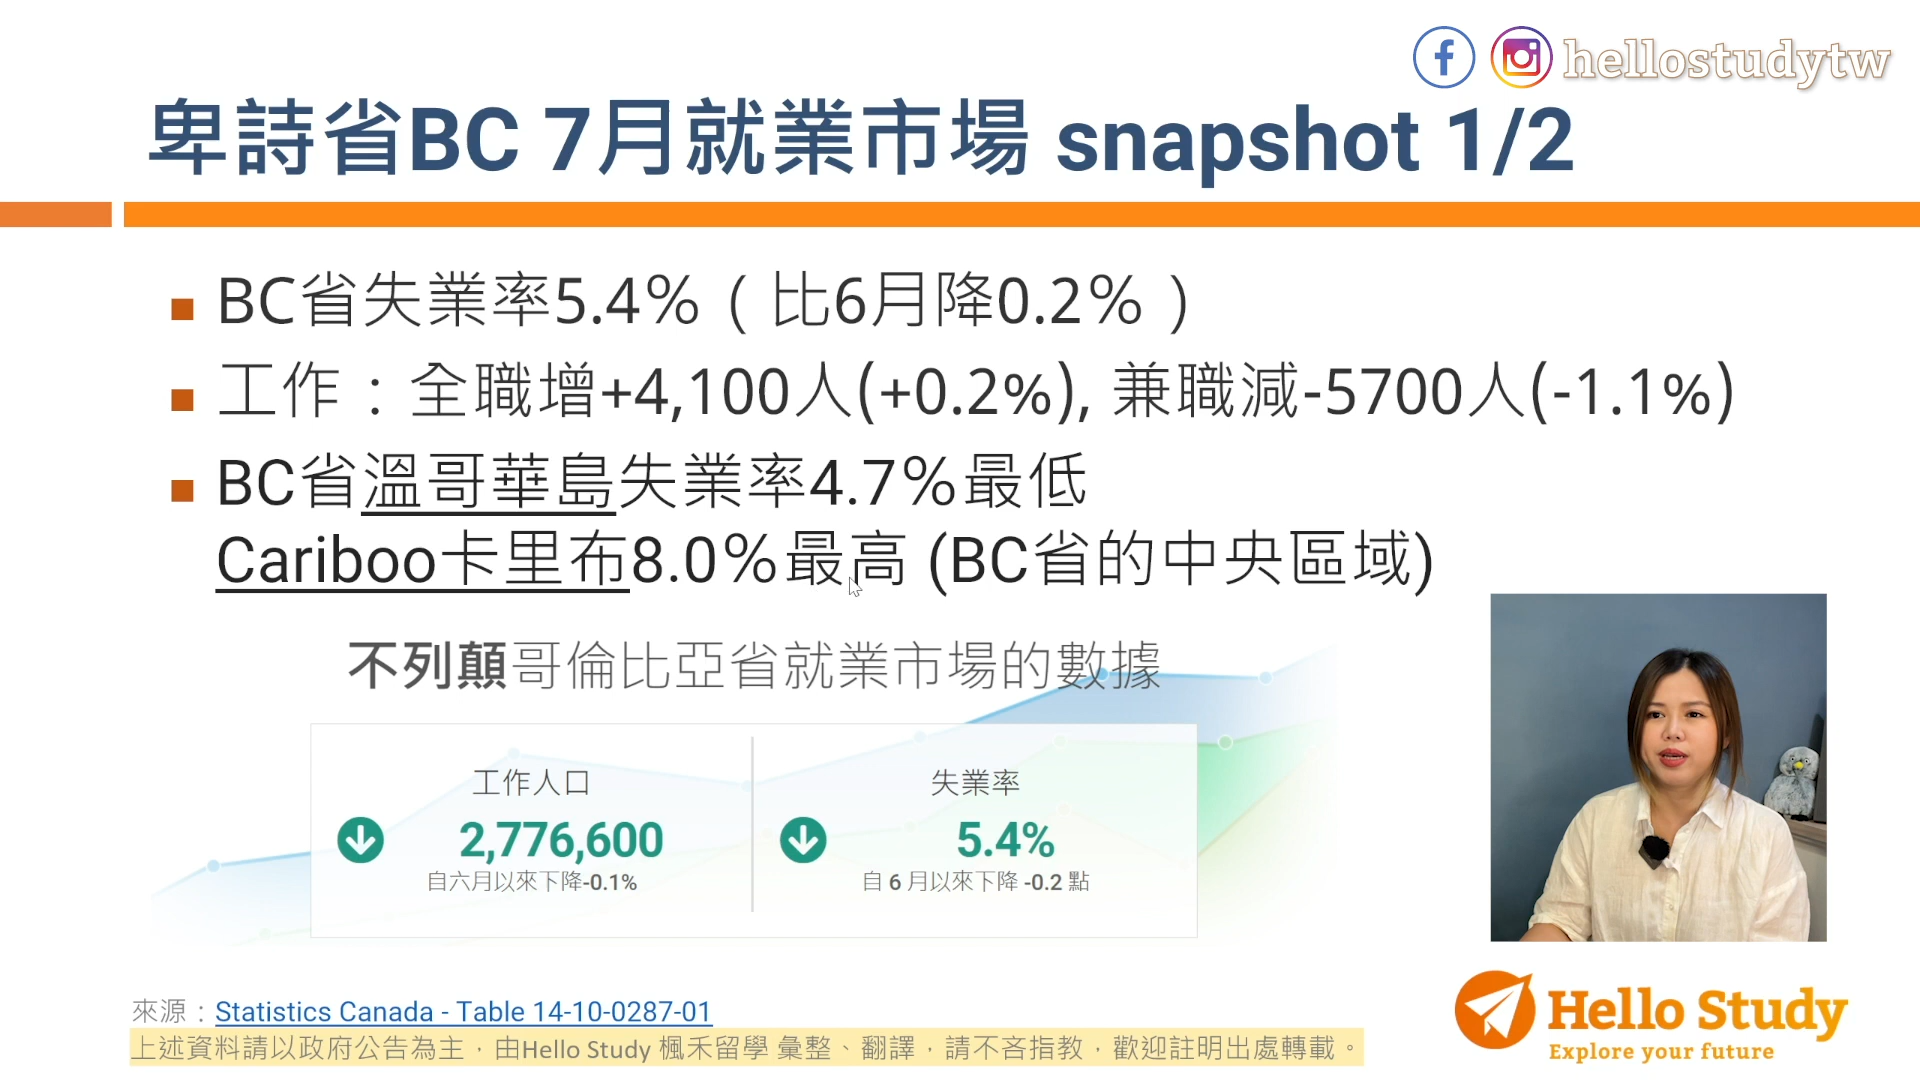 hellostudytw
卑詩省BC 7月就業市場 snapshot 1/2
BC省失業率5.4%（比6月降0.2%）
工作：全職增+4,100人(+0.2%), 兼職減-5700人(-1.1%)
BC省溫哥華島失業率4.7%最低
Cariboo卡里布8.0%最高 (BC省的中央區域)
不列顛哥倫比亞省就業市場的數據
工作人口
2,776,600
自六月以來下降-0.1%
失業率
5.4%
自 6 月以來下降 -0.2 點
來源：Statistics Canada - Table 14-10-0287-01
上述資料請以政府公告為主，由Hello Study 楓禾留學 彙整、翻譯，請不吝指教，歡迎註明出處轉載。
Hello Study
Explore your future